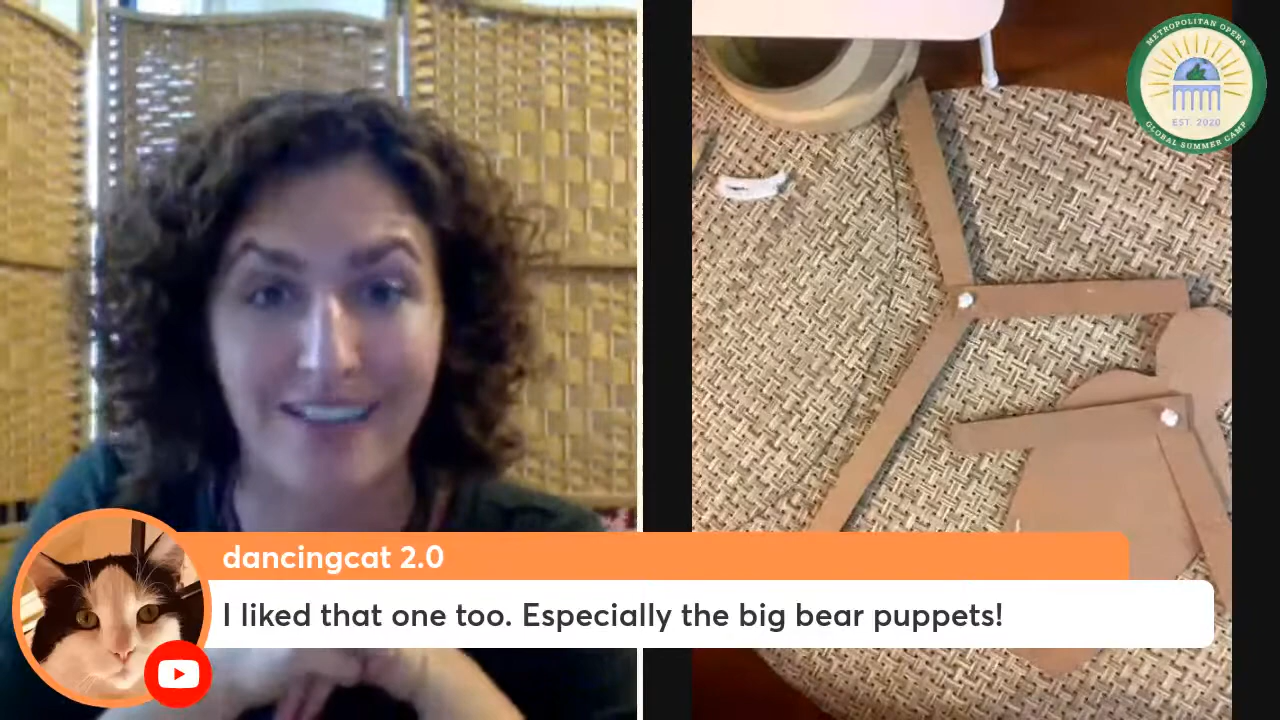 METROPOLITAN OPERA
EST. 2020
GLOBAL SUMMER CAMP
dancingcat 2.0
I liked that one too. Especially the big bear puppets!